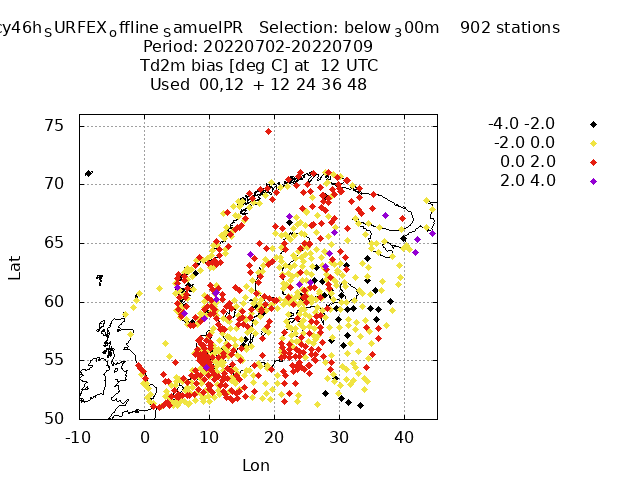 cy46h_SURFEX_offline_SamuelPR Selection: below_300m 902 stations
Period: 20220702-20220709
Td2m bias [deg C] at 12 UTC
Used 00,12 + 12 24 36 48
-4.0 -2.0
-2.0 0.0
0.0 2.0
2.0 4.0
75
70
65
60
55
50
Lat
-10 0 10 20 30 40
Lon